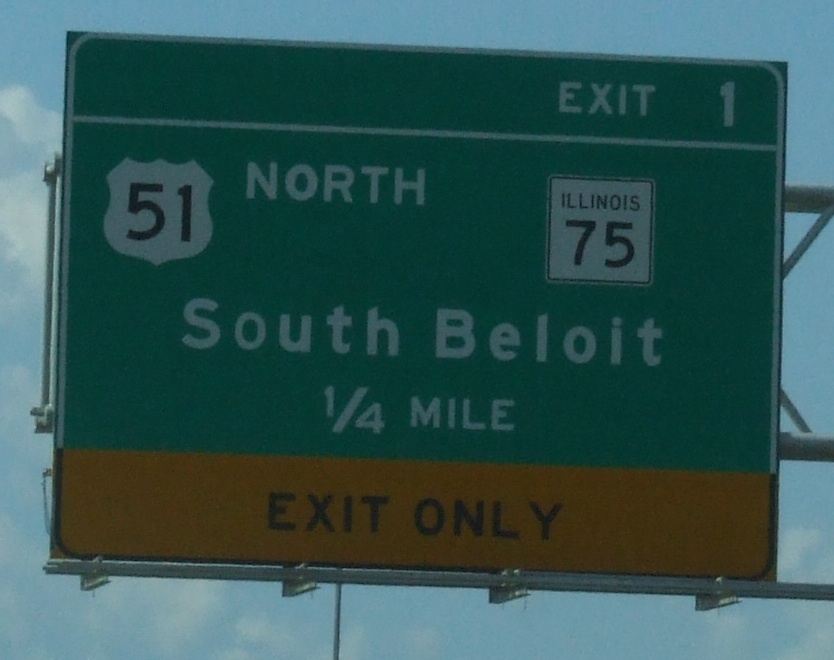 EXIT 1
51 NORTH ILLINOIS 75
South Beloit
1/4 MILE
EXIT ONLY